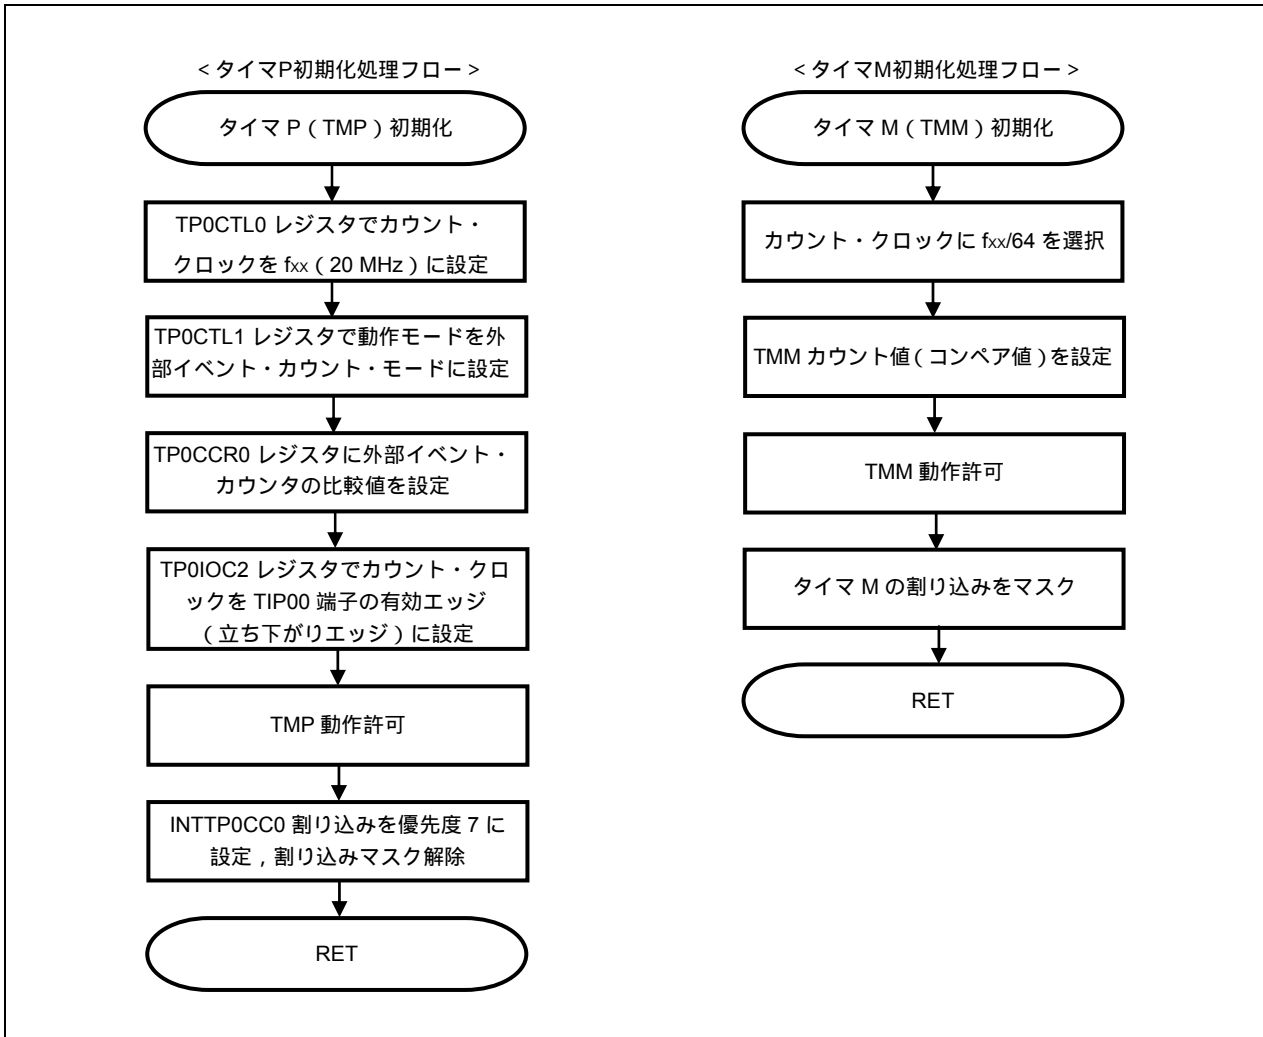 ＜タイマP初期化処理フロー＞
タイマ P（TMP）初期化
TP0CTL0 レジスタでカウント・
クロックを fxx（20 MHz）に設定
TP0CTL1 レジスタで動作モードを外
部イベント・カウント・モードに設定
TP0CCR0 レジスタに外部イベント・
カウンタの比較値を設定
TP0IOC2 レジスタでカウント・クロ
ックを TIP00 端子の有効エッジ
（立ち下がりエッジ）に設定
TMP 動作許可
INTTP0CC0 割り込みを優先度 7 に
設定，割り込みマスク解除
RET
＜タイマM初期化処理フロー＞
タイマ M（TMM）初期化
カウント・クロックに fxx/64 を選択
TMM カウント値（コンペア値）を設定
TMM 動作許可
タイマ M の割り込みをマスク
RET